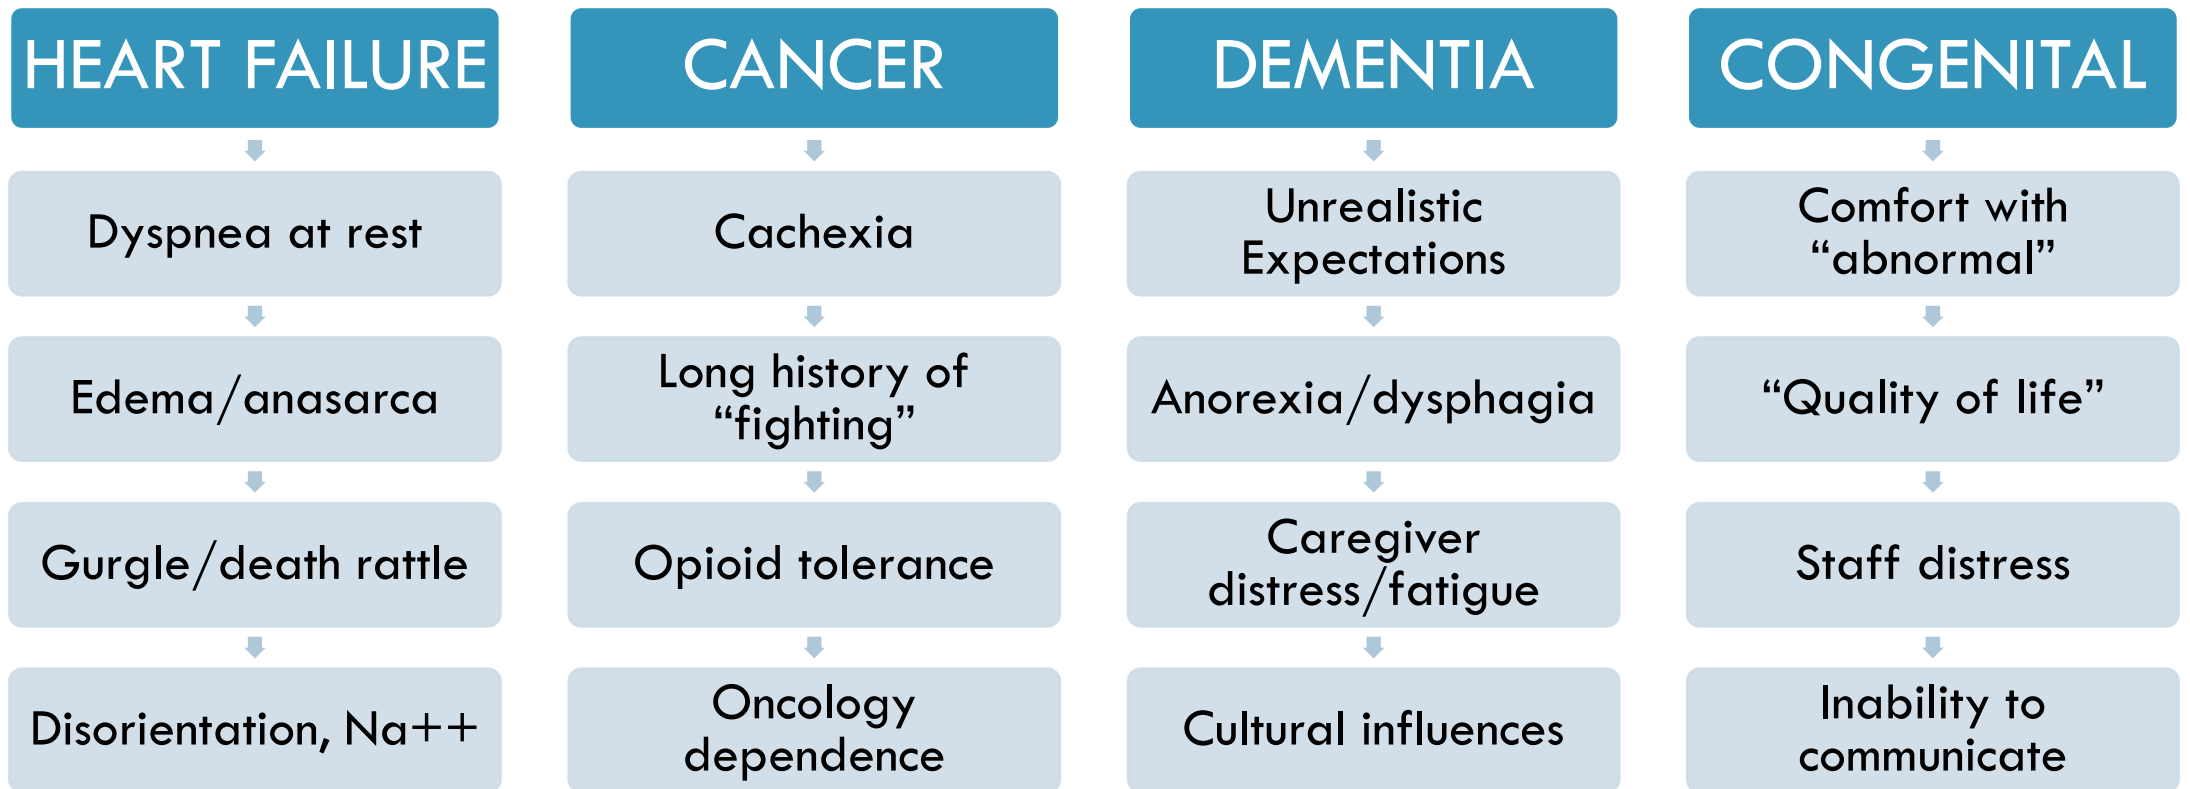 HEART FAILURE
Dyspnea at rest
Edema/anasarca
Gurgle/death rattle
Disorientation, Na++
CANCER
Cachexia
Long history of
“fighting”
Opioid tolerance
Oncology
dependence
DEMENTIA
Unrealistic
Expectations
Anorexia/dysphagia
Caregiver
distress/fatigue
Cultural influences
CONGENITAL
Comfort with
“abnormal”
“Quality of life”
Staff distress
Inability to
communicate